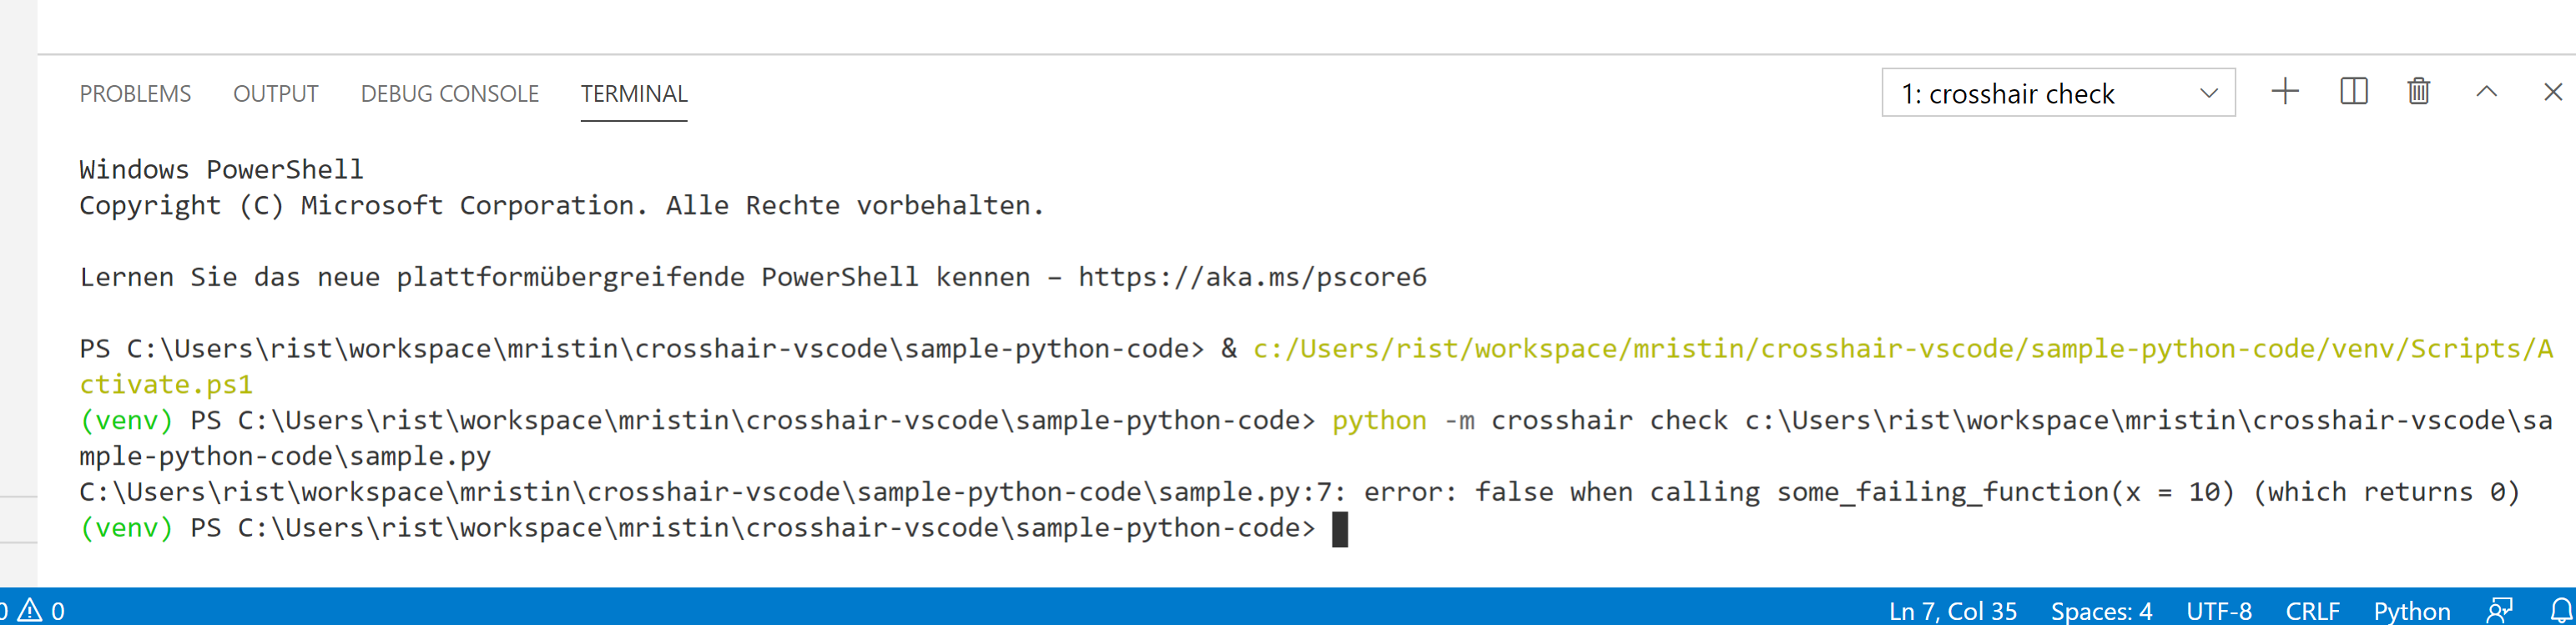 PROBLEMS OUTPUT DEBUG CONSOLE TERMINAL 1: crosshair check
Windows PowerShell
Copyright (C) Microsoft Corporation. Alle Rechte vorbehalten.
Lernen Sie das neue plattformübergreifende PowerShell kennen – https://aka.ms/pscore6
PS C:\Users\rist\workspace\mristin\crosshair-vscode\sample-python-code> & c:/Users/rist/workspace/mristin/crosshair-vscode/sample-python-code/venv/Scripts/A
ctivate.ps1
(venv) PS C:\Users\rist\workspace\mristin\crosshair-vscode\sample-python-code> python -m crosshair check c:\Users\rist\workspace\mristin\crosshair-vscode\sa
mple-python-code\sample.py
C:\Users\rist\workspace\mristin\crosshair-vscode\sample-python-code\sample.py:7: error: false when calling some_failing_function(x = 10) (which returns 0)
(venv) PS C:\Users\rist\workspace\mristin\crosshair-vscode\sample-python-code>
0 0 Ln 7, Col 35 Spaces: 4 UTF-8 CRLF Python